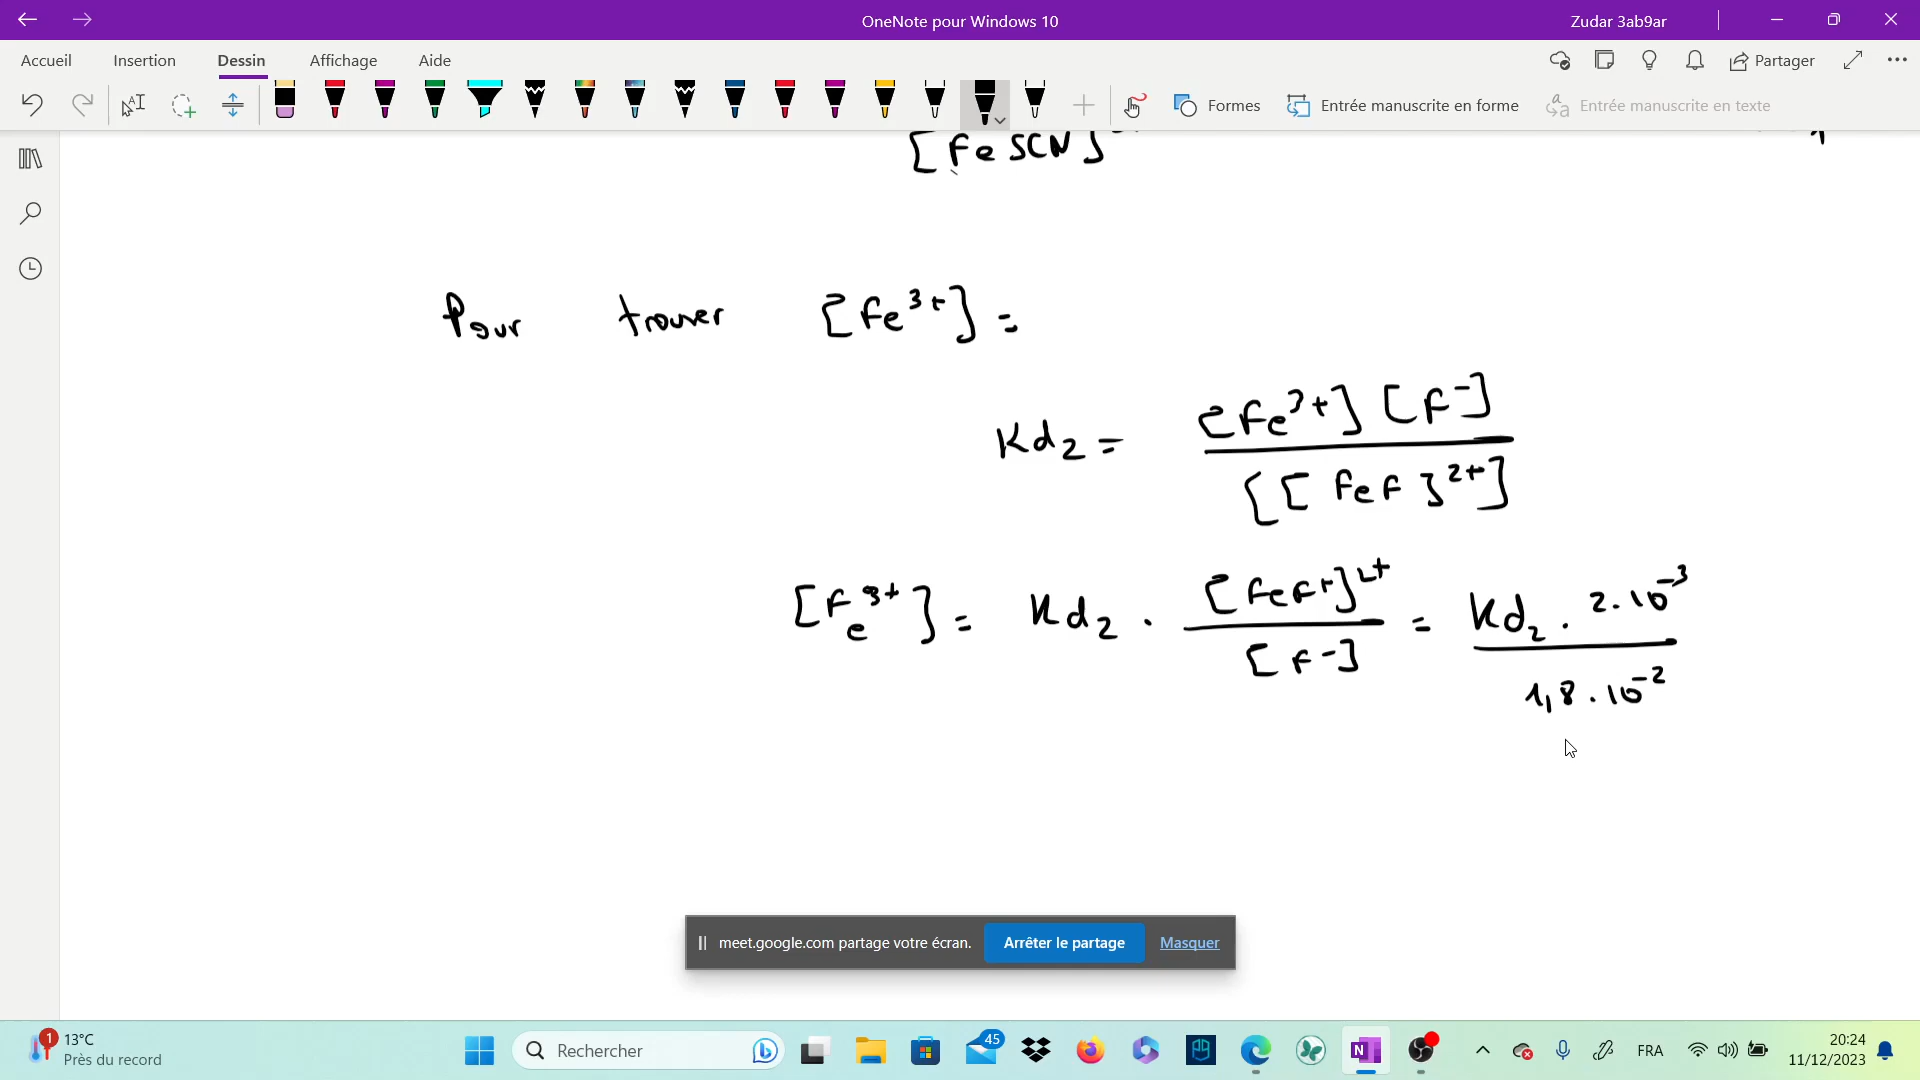 OneNote pour Windows 10
Zudar 3ab9ar
Accueil Insertion Dessin Affichage Aide
Partager
Formes Entrée manuscrite en forme Entrée manuscrite en texte
[FeSCN]
Pour trouver [Fe³⁺] =
Kd₂ = [Fe³⁺] [F⁻]
[[FeF]²⁺]
[Fe³⁺] = Kd₂ . [FeF⁺]²⁺ = Kd₂ . 2.10⁻³
[F⁻] 1,8 . 10⁻²
meet.google.com partage votre écran. Arrêter le partage Masquer
1 13°C
Près du record
Rechercher
45
FRA
20:24
11/12/2023